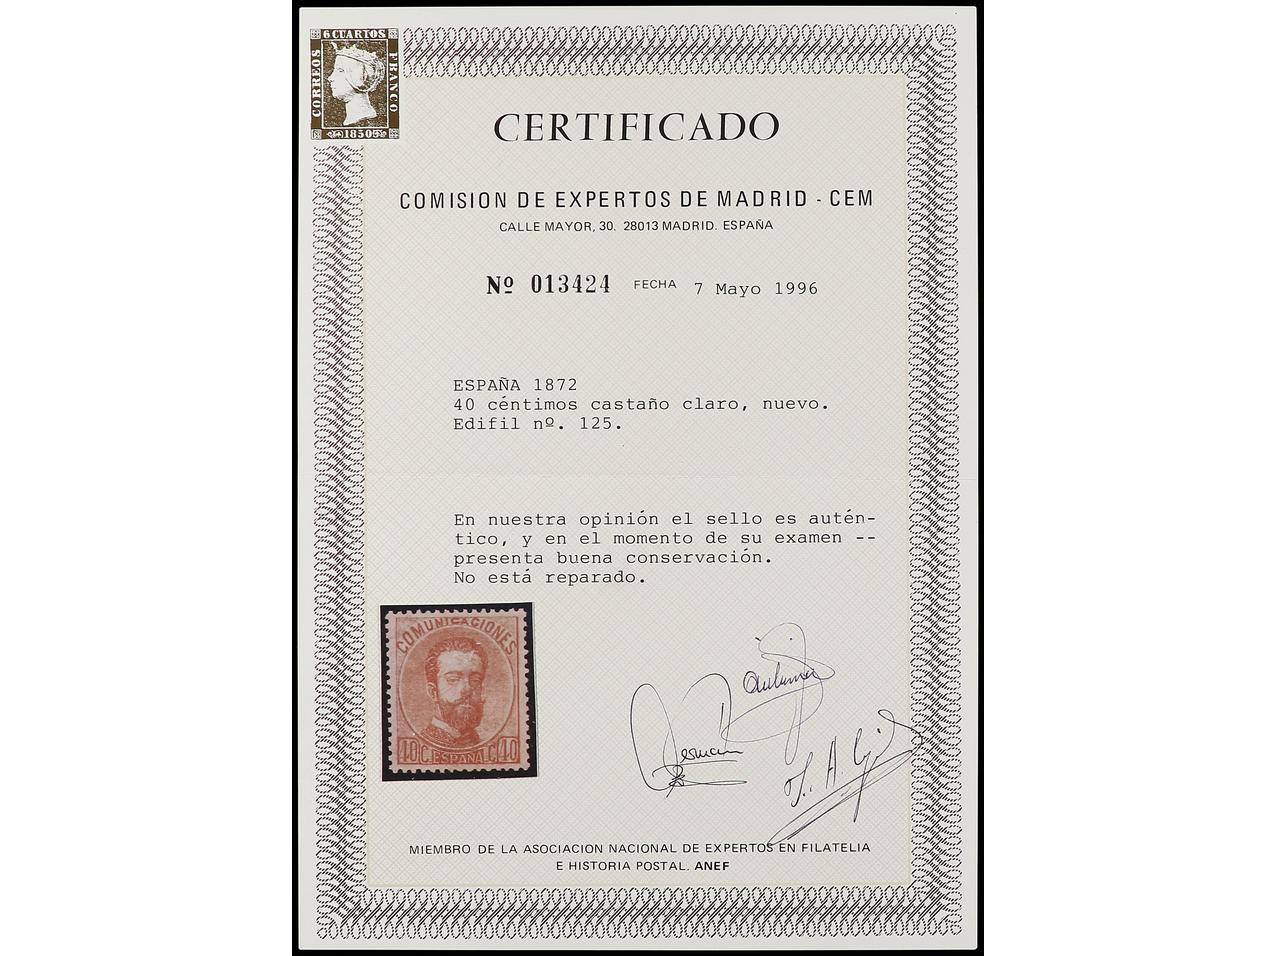 6 CUARTOS
CORREOS
FRANCO
1850
CERTIFICADO
COMISION DE EXPERTOS DE MADRID - CEM
CALLE MAYOR, 30. 28013 MADRID. ESPAÑA
Nº 013424 FECHA 7 Mayo 1996
ESPAÑA 1872
40 céntimos castaño claro, nuevo.
Edifil nº. 125.
En nuestra opinión el sello es autén-
tico, y en el momento de su examen --
presenta buena conservación.
No está reparado.
COMUNICACIONES
40 C. ESPAÑA C. 40
MIEMBRO DE LA ASOCIACION NACIONAL DE EXPERTOS EN FILATELIA
E HISTORIA POSTAL. ANEF